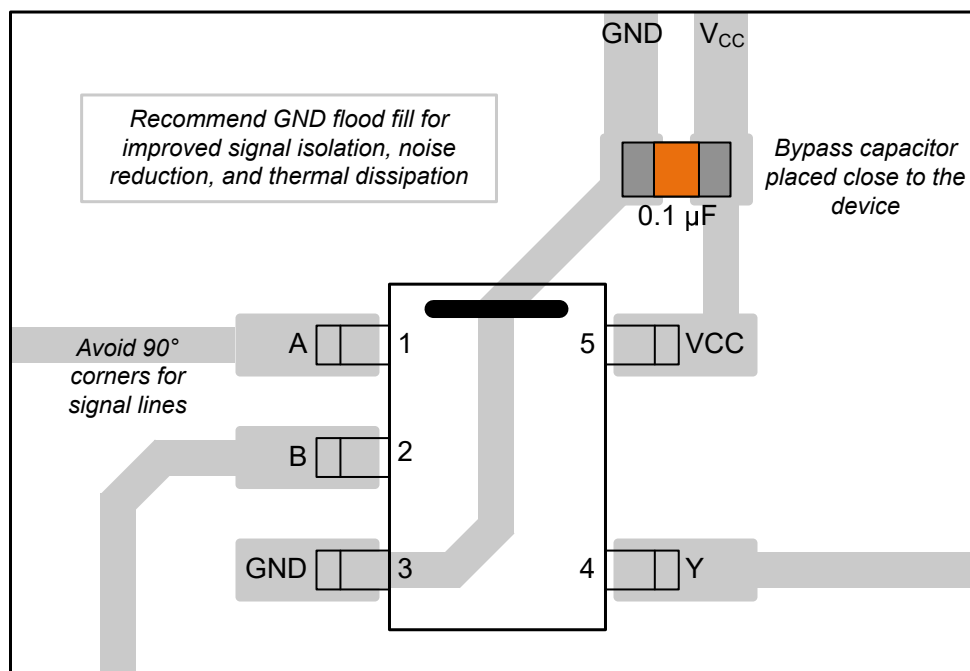 GND
V_CC
Recommend GND flood fill for
improved signal isolation, noise
reduction, and thermal dissipation
Bypass capacitor
placed close to the
device
0.1 µF
A
1
5
VCC
Avoid 90°
corners for
signal lines
B
2
GND
3
4
Y